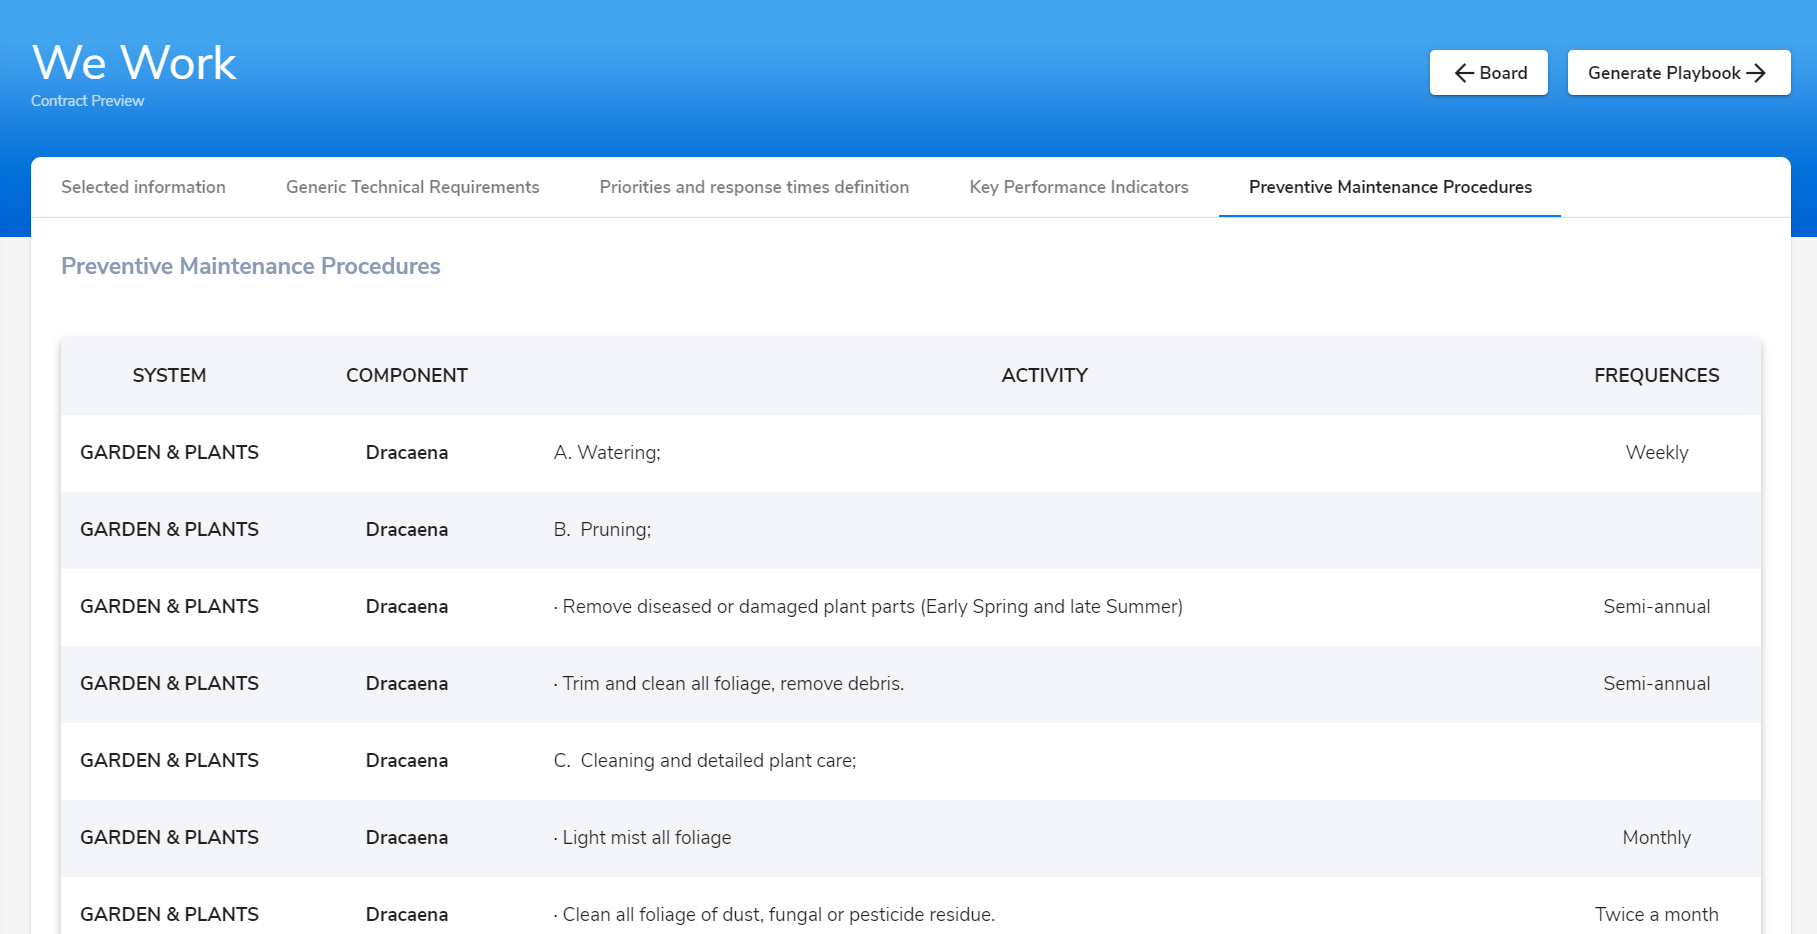 We Work
Contract Preview
Board
Generate Playbook
Selected information
Generic Technical Requirements
Priorities and response times definition
Key Performance Indicators
Preventive Maintenance Procedures
Preventive Maintenance Procedures
SYSTEM COMPONENT ACTIVITY FREQUENCES
GARDEN & PLANTS Dracaena A. Watering; Weekly
GARDEN & PLANTS Dracaena B.  Pruning;
GARDEN & PLANTS Dracaena · Remove diseased or damaged plant parts (Early Spring and late Summer) Semi-annual
GARDEN & PLANTS Dracaena · Trim and clean all foliage, remove debris. Semi-annual
GARDEN & PLANTS Dracaena C.  Cleaning and detailed plant care;
GARDEN & PLANTS Dracaena · Light mist all foliage Monthly
GARDEN & PLANTS Dracaena · Clean all foliage of dust, fungal or pesticide residue. Twice a month